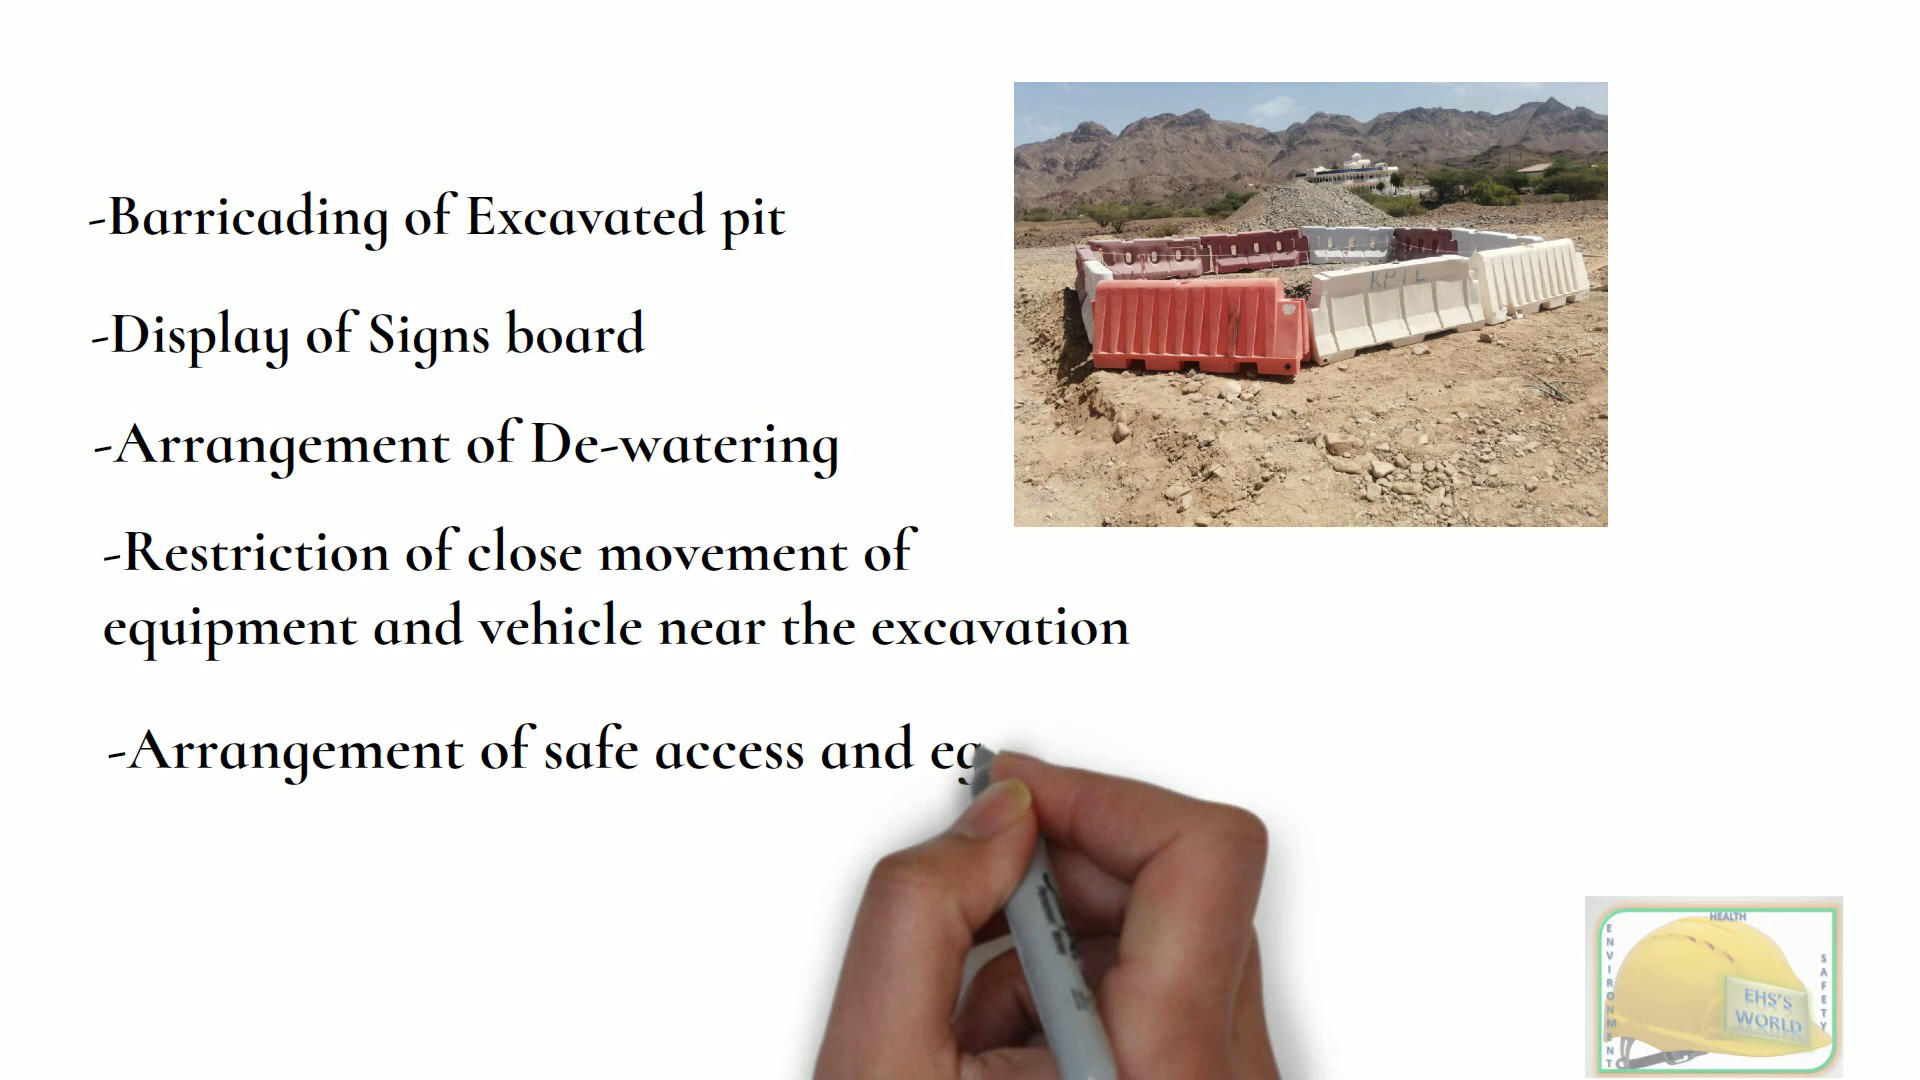 -Barricading of Excavated pit
-Display of Signs board
-Arrangement of De-watering
-Restriction of close movement of
equipment and vehicle near the excavation
-Arrangement of safe access and eg
KPTL
HEALTH
ENVIRONMENT
SAFETY
EHS'S
WORLD